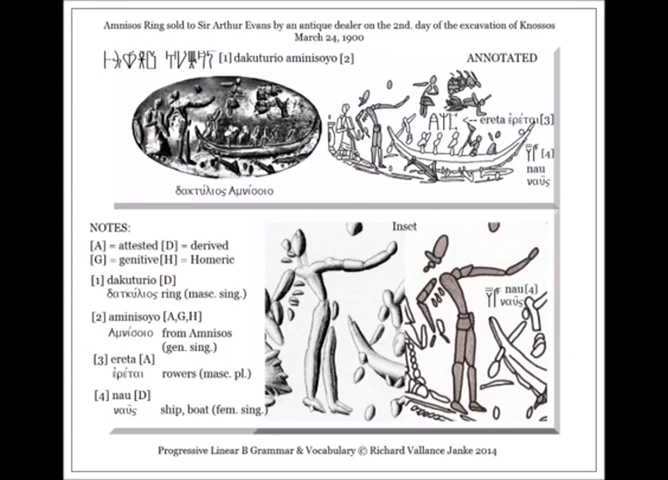 Amnisos Ring sold to Sir Arthur Evans by an antique dealer on the 2nd. day of the excavation of Knossos
March 24, 1900
[1] dakuturio aminisoyo [2]
ANNOTATED
<-- ereta ἐρέται[3]
[4]
nau
ναῦς
δακτύλιος Αμνίσοιο
NOTES:
[A] = attested [D] = derived
[G] = genitive[H] = Homeric
[1] dakuturio [D]
δατκύλιος ring (masc. sing.)
[2] aminisoyo [A,G,H]
Αμνίσοιο from Amnisos
(gen. sing.)
[3] ereta [A]
ἐρέται rowers (masc. pl.)
[4] nau [D]
ναῦς ship, boat (fem. sing.)
Inset
nau[4]
ναῦς
Progressive Linear B Grammar & Vocabulary © Richard Vallance Janke 2014